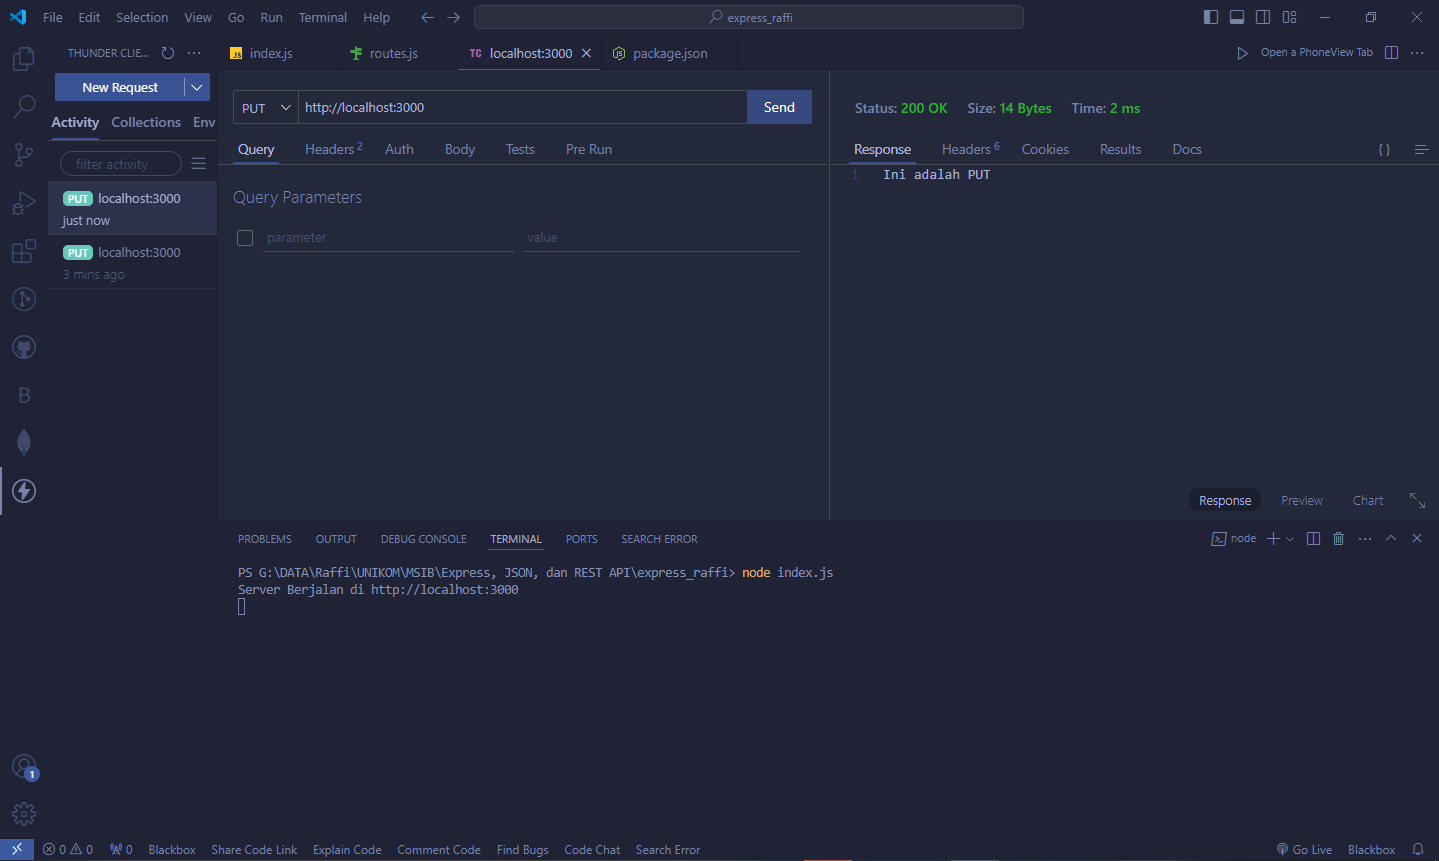 File Edit Selection View Go Run Terminal Help
express_raffi
THUNDER CLIE...
index.js
routes.js
TC localhost:3000
package.json
Open a PhoneView Tab
New Request
Activity Collections Env
filter activity
PUT localhost:3000
just now
PUT localhost:3000
3 mins ago
PUT http://localhost:3000 Send
Query Headers 2 Auth Body Tests Pre Run
Query Parameters
parameter value
Status: 200 OK Size: 14 Bytes Time: 2 ms
Response Headers 6 Cookies Results Docs { }
1 Ini adalah PUT
Response Preview Chart
PROBLEMS OUTPUT DEBUG CONSOLE TERMINAL PORTS SEARCH ERROR
node
PS G:\DATA\Raffi\UNIKOM\MSIB\Express, JSON, dan REST API\express_raffi> node index.js
Server Berjalan di http://localhost:3000
B
1
0 0 0 Blackbox Share Code Link Explain Code Comment Code Find Bugs Code Chat Search Error Go Live Blackbox